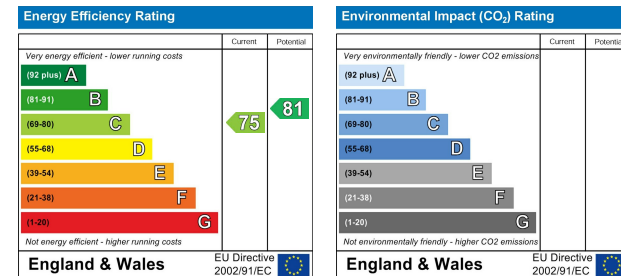 Energy Efficiency Rating
Current Potential
Very energy efficient - lower running costs
(92 plus) A
(81-91) B
(69-80) C
(55-68) D
(39-54) E
(21-38) F
(1-20) G
75
81
Not energy efficient - higher running costs
England & Wales
EU Directive
2002/91/EC
Environmental Impact (CO2) Rating
Current Potentia
Very environmentally friendly - lower CO2 emissions
(92 plus) A
(81-91) B
(69-80) C
(55-68) D
(39-54) E
(21-38) F
(1-20) G
Not environmentally friendly - higher CO2 emissions
England & Wales
EU Directive
2002/91/EC